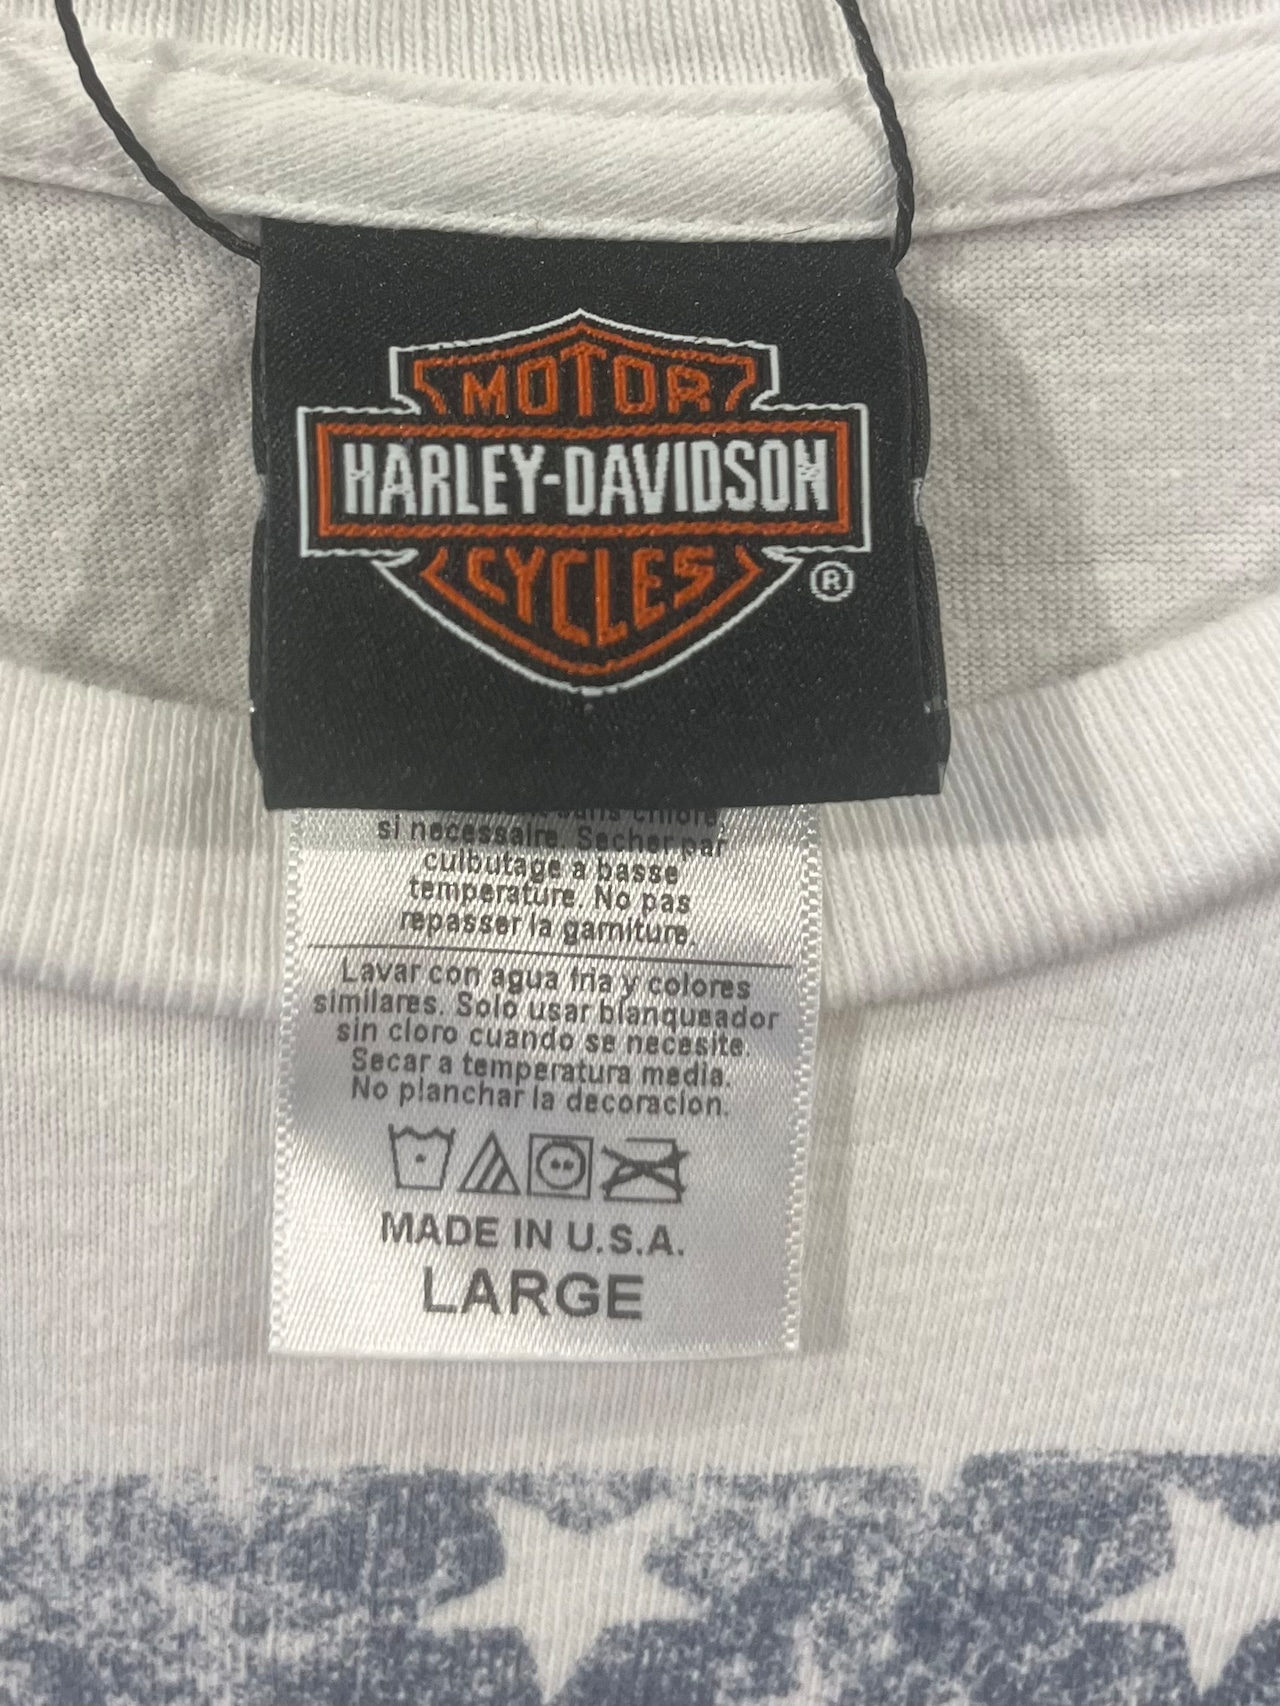 MOTOR
HARLEY-DAVIDSON
CYCLES
®
sans chlore,
si necessaire. Secher par
culbutage a basse
temperature. No pas
repasser la garniture.
Lavar con agua fria y colores
similares. Solo usar blanqueador
sin cloro cuando se necesite.
Secar a temperatura media.
No planchar la decoracion.
MADE IN U.S.A.
LARGE